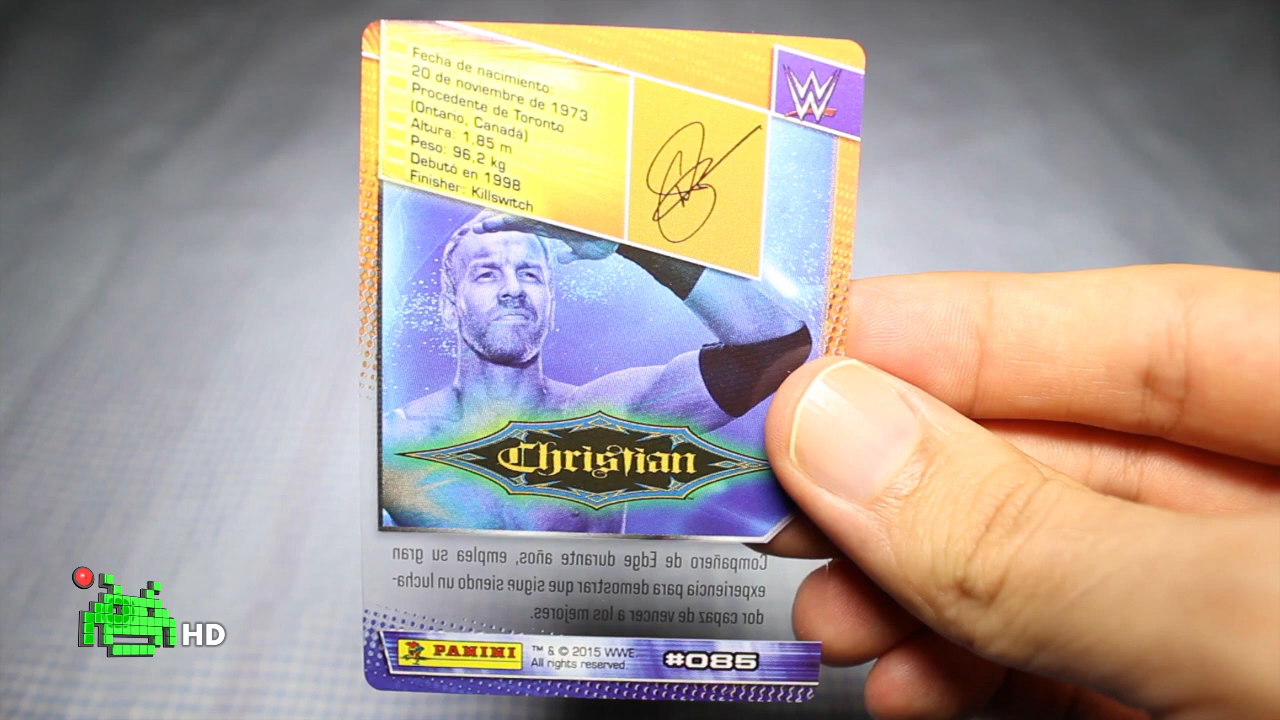 Fecha de nacimiento:
20 de noviembre de 1973
Procedente de Toronto
(Ontario, Canadá)
Altura: 1,85 m
Peso: 96,2 kg
Debutó en 1998
Finisher: Killswitch
W
Christian
Compañero de Edge durante años, emplea su gran
experiencia para demostrar que sigue siendo un lucha-
dor capaz de vencer a los mejores.
PANINI
™ & © 2015 WWE
All rights reserved.
#085
HD